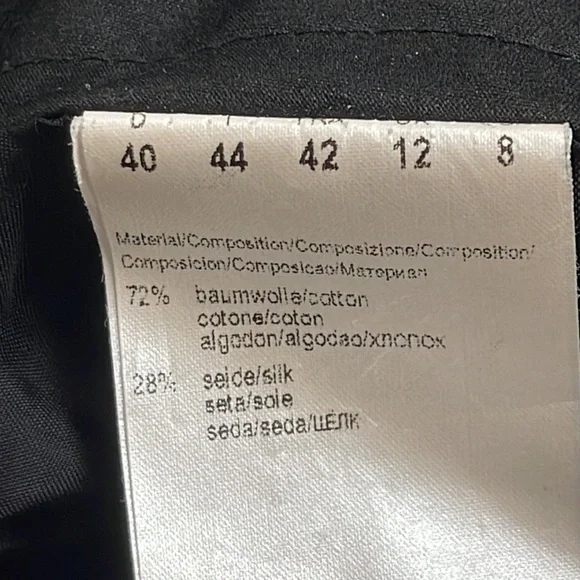 40 44 42 12 8
Material/Composition/Composizione/Composition/
Composicion/Composicao/Материал
72% baumwolle/cotton
cotone/coton
algodon/algodao/хлопок
28% seide/silk
seta/soie
seda/seda/шЁлк